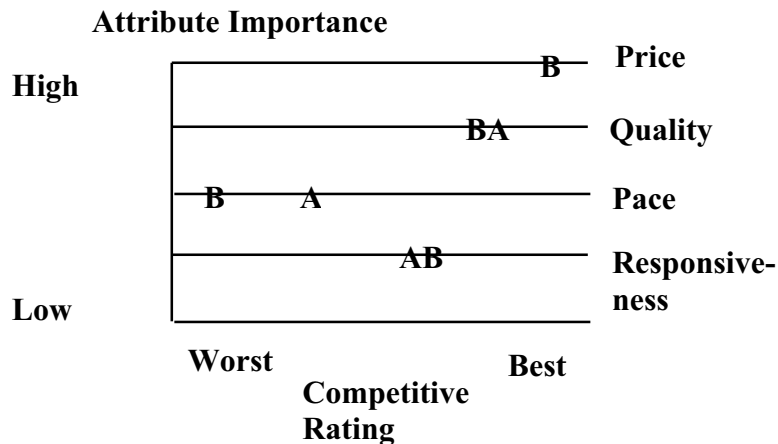 Attribute Importance
High
B Price
BA Quality
B A Pace
AB Responsive-
ness
Low
Worst Best
Competitive
Rating